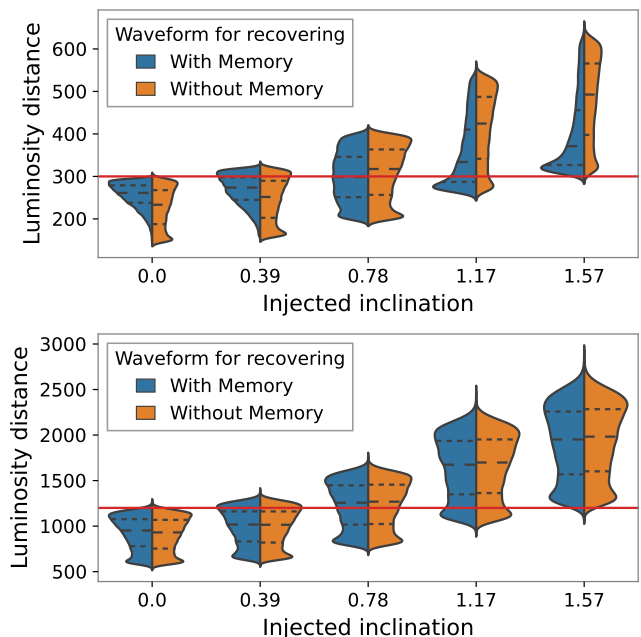 Luminosity distance
600
500
400
300
200
Waveform for recovering
With Memory
Without Memory
0.0 0.39 0.78 1.17 1.57
Injected inclination
Luminosity distance
3000
2500
2000
1500
1000
500
Waveform for recovering
With Memory
Without Memory
0.0 0.39 0.78 1.17 1.57
Injected inclination